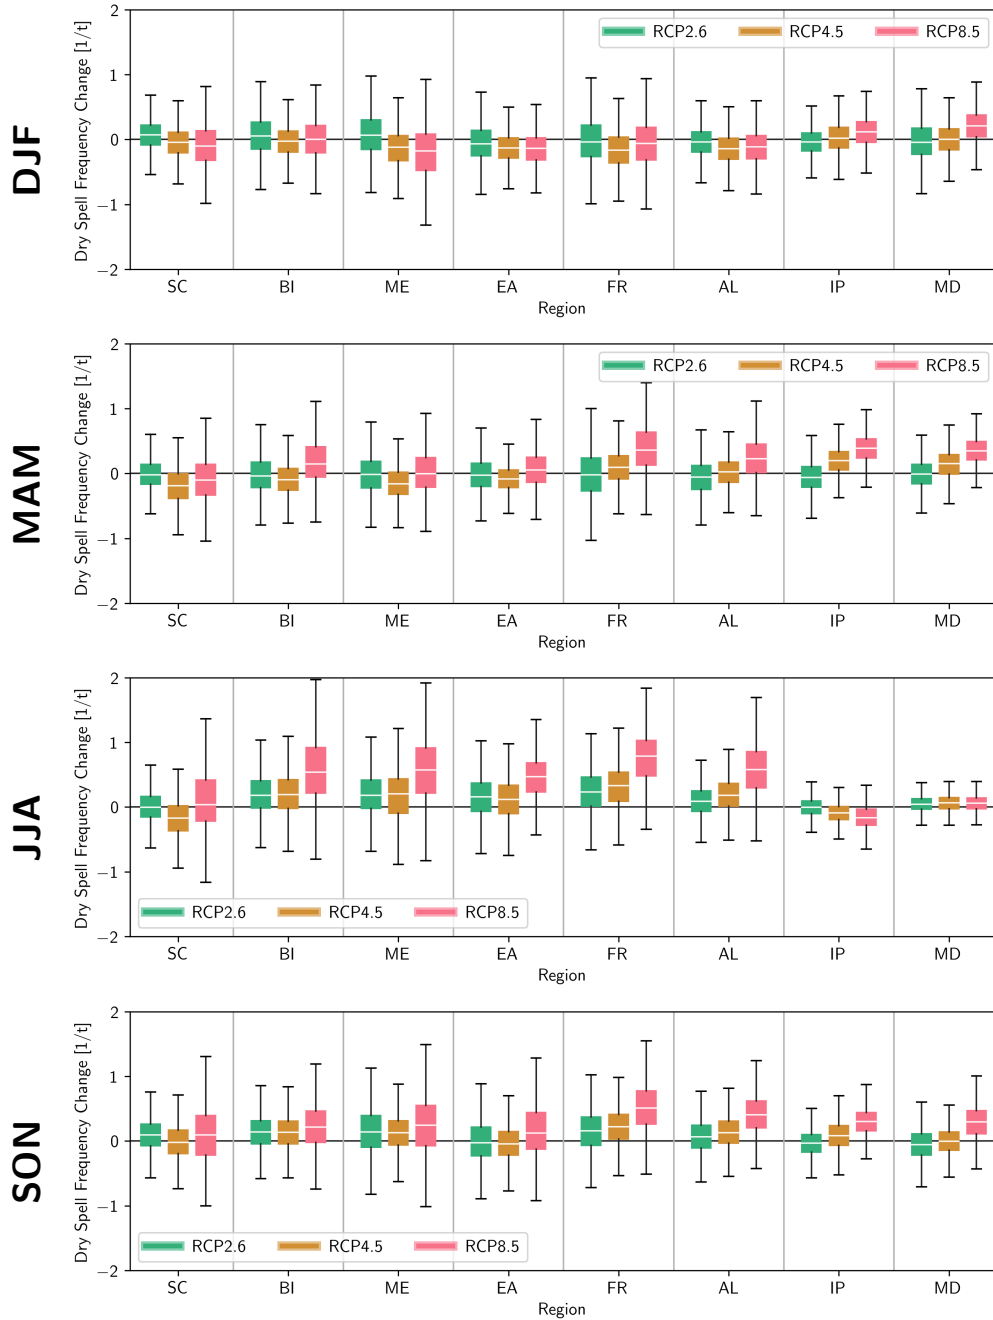 DJF
Dry Spell Frequency Change [1/t]
2
1
0
−1
−2
RCP2.6 RCP4.5 RCP8.5
SC BI ME EA FR AL IP MD
Region
MAM
Dry Spell Frequency Change [1/t]
2
1
0
−1
−2
RCP2.6 RCP4.5 RCP8.5
SC BI ME EA FR AL IP MD
Region
JJA
Dry Spell Frequency Change [1/t]
2
1
0
−1
−2
RCP2.6 RCP4.5 RCP8.5
SC BI ME EA FR AL IP MD
Region
SON
Dry Spell Frequency Change [1/t]
2
1
0
−1
−2
RCP2.6 RCP4.5 RCP8.5
SC BI ME EA FR AL IP MD
Region